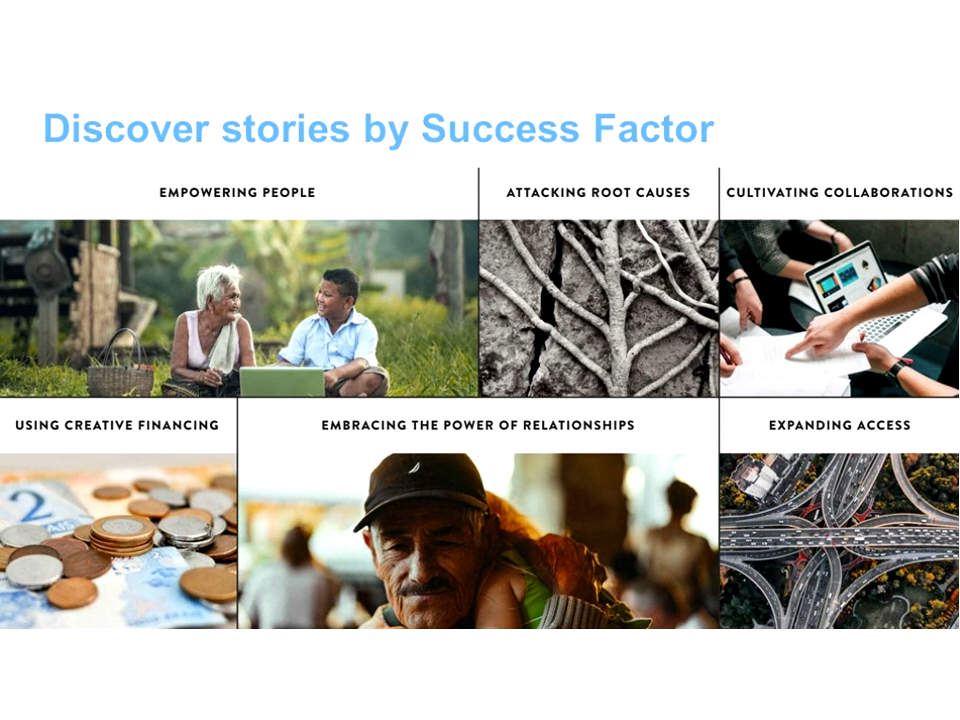 Discover stories by Success Factor
EMPOWERING PEOPLE
ATTACKING ROOT CAUSES
CULTIVATING COLLABORATIONS
USING CREATIVE FINANCING
EMBRACING THE POWER OF RELATIONSHIPS
EXPANDING ACCESS
2